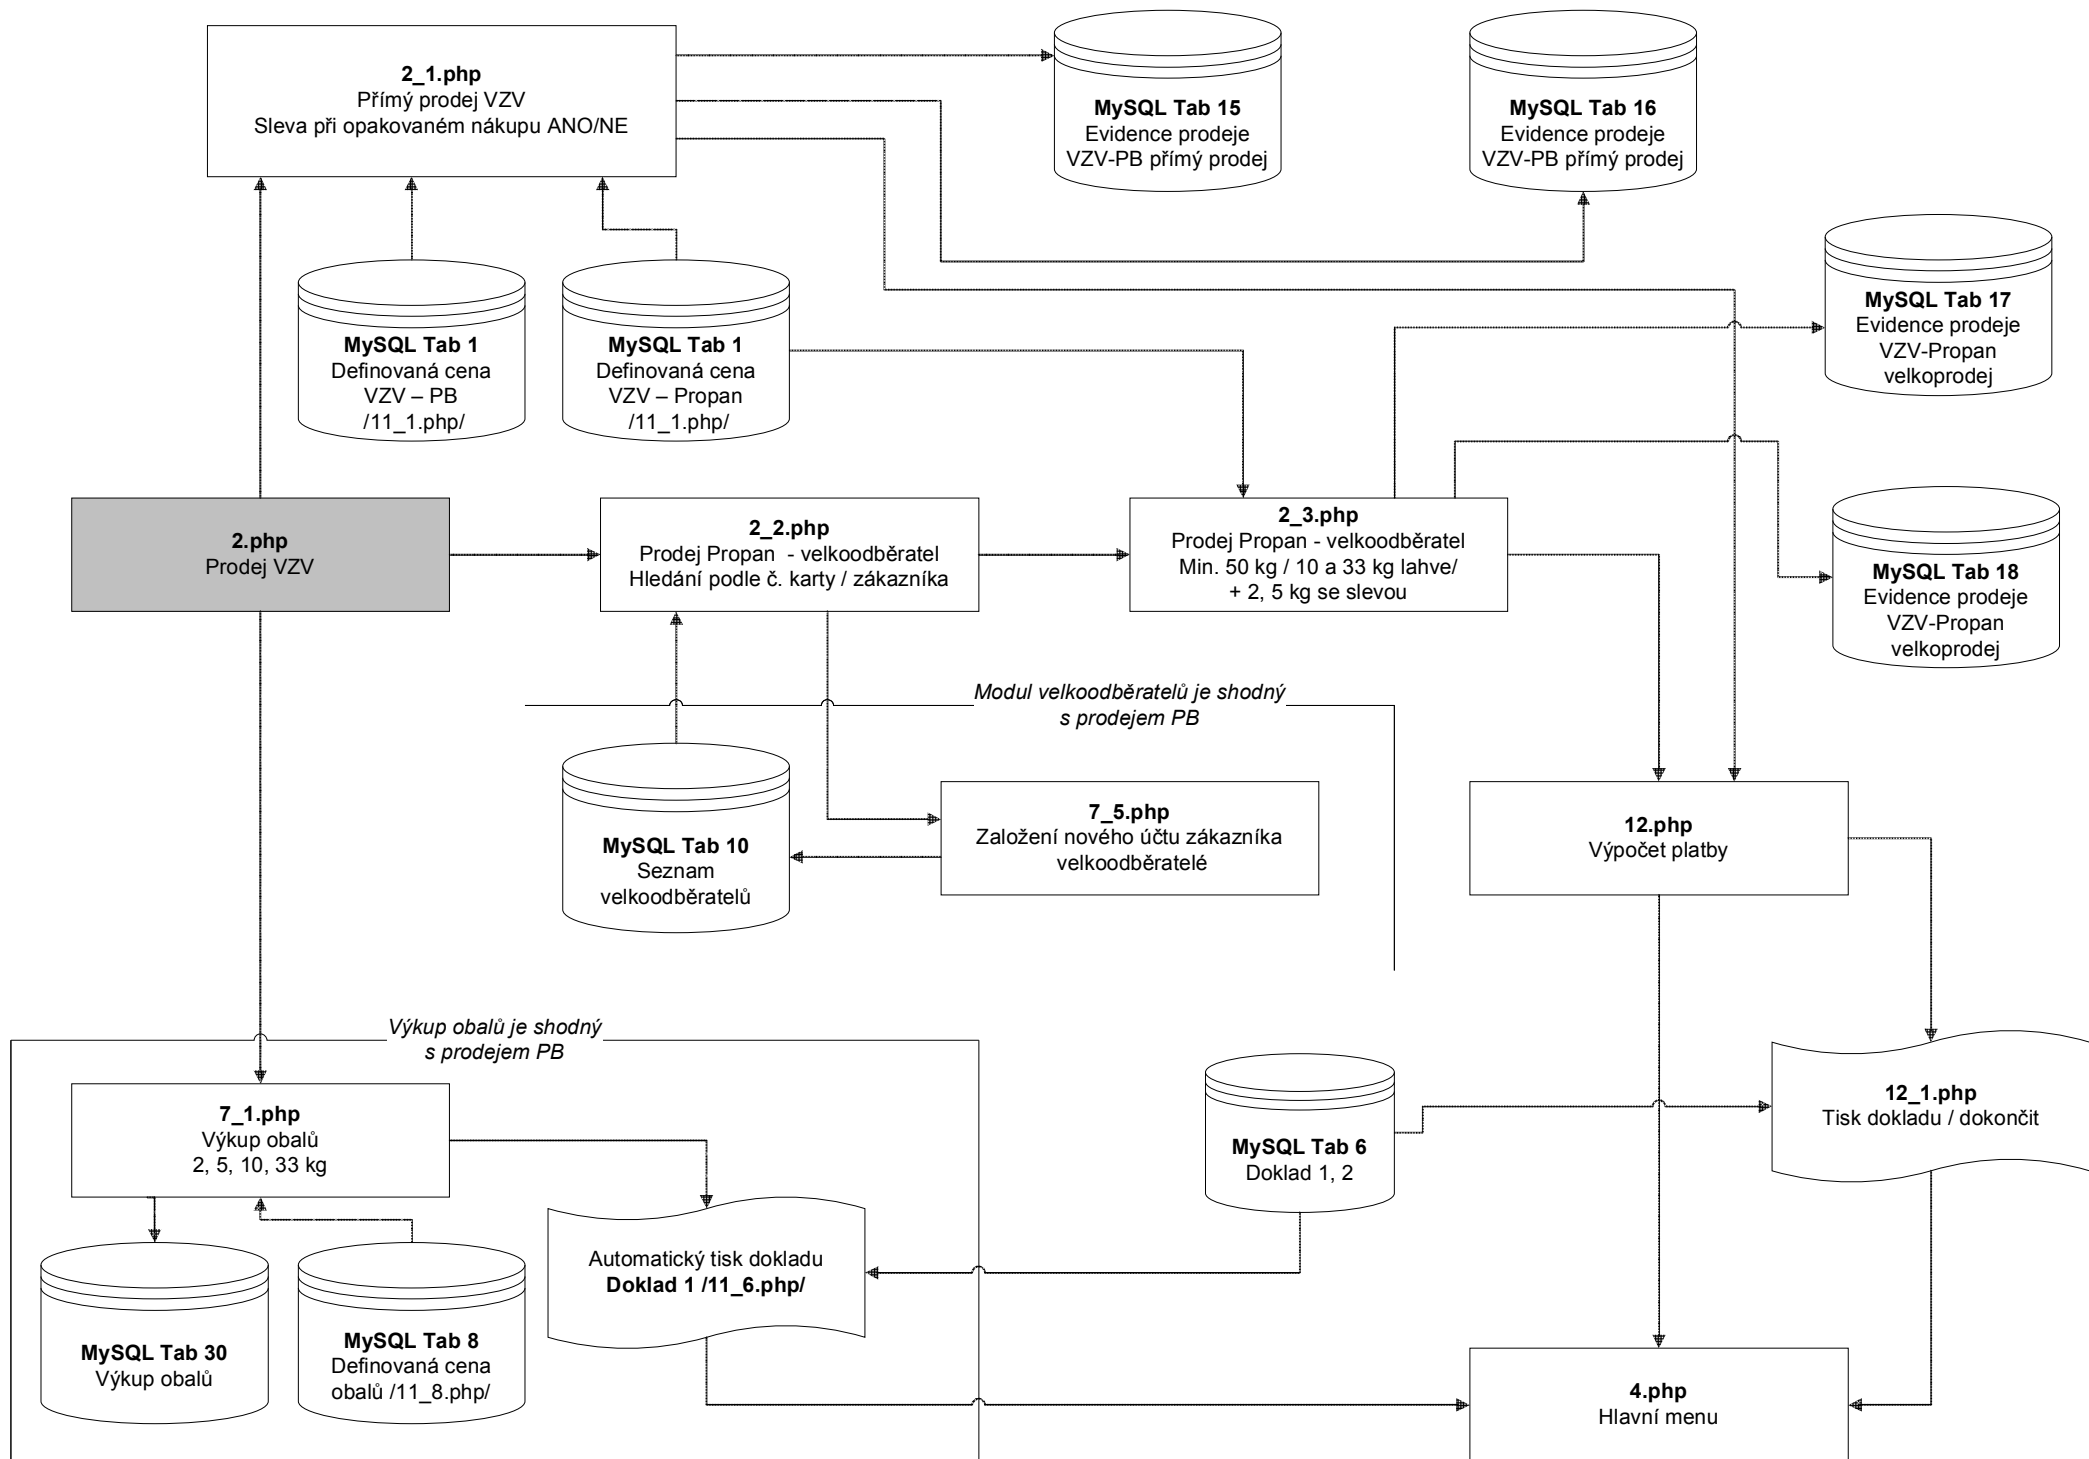 2_1.php
Přímý prodej VZV
Sleva při opakovaném nákupu ANO/NE
MySQL Tab 15
Evidence prodeje
VZV-PB přímý prodej
MySQL Tab 16
Evidence prodeje
VZV-PB přímý prodej
MySQL Tab 1
Definovaná cena
VZV – PB
/11_1.php/
MySQL Tab 1
Definovaná cena
VZV – Propan
/11_1.php/
MySQL Tab 17
Evidence prodeje
VZV-Propan
velkoprodej
2.php
Prodej VZV
2_2.php
Prodej Propan - velkoodběratel
Hledání podle č. karty / zákazníka
2_3.php
Prodej Propan - velkoodběratel
Min. 50 kg / 10 a 33 kg lahve/
+ 2, 5 kg se slevou
MySQL Tab 18
Evidence prodeje
VZV-Propan
velkoprodej
Modul velkoodběratelů je shodný
s prodejem PB
MySQL Tab 10
Seznam
velkoodběratelů
7_5.php
Založení nového účtu zákazníka
velkoodběratelé
12.php
Výpočet platby
Výkup obalů je shodný
s prodejem PB
7_1.php
Výkup obalů
2, 5, 10, 33 kg
MySQL Tab 6
Doklad 1, 2
12_1.php
Tisk dokladu / dokončit
Automatický tisk dokladu
Doklad 1 /11_6.php/
MySQL Tab 30
Výkup obalů
MySQL Tab 8
Definovaná cena
obalů /11_8.php/
4.php
Hlavní menu